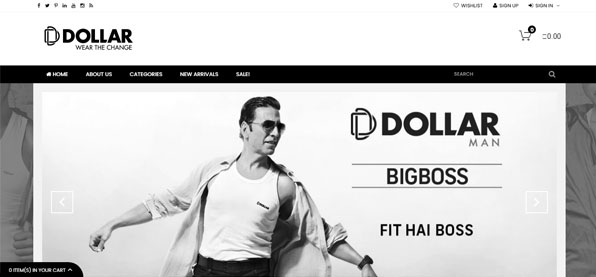 WISHLIST SIGN UP SIGN IN
DOLLAR
WEAR THE CHANGE
0
0.00
HOME ABOUT US CATEGORIES NEW ARRIVALS SALE! SEARCH
DOLLAR
MAN
BIGBOSS
FIT HAI BOSS
0 ITEM(S) IN YOUR CART